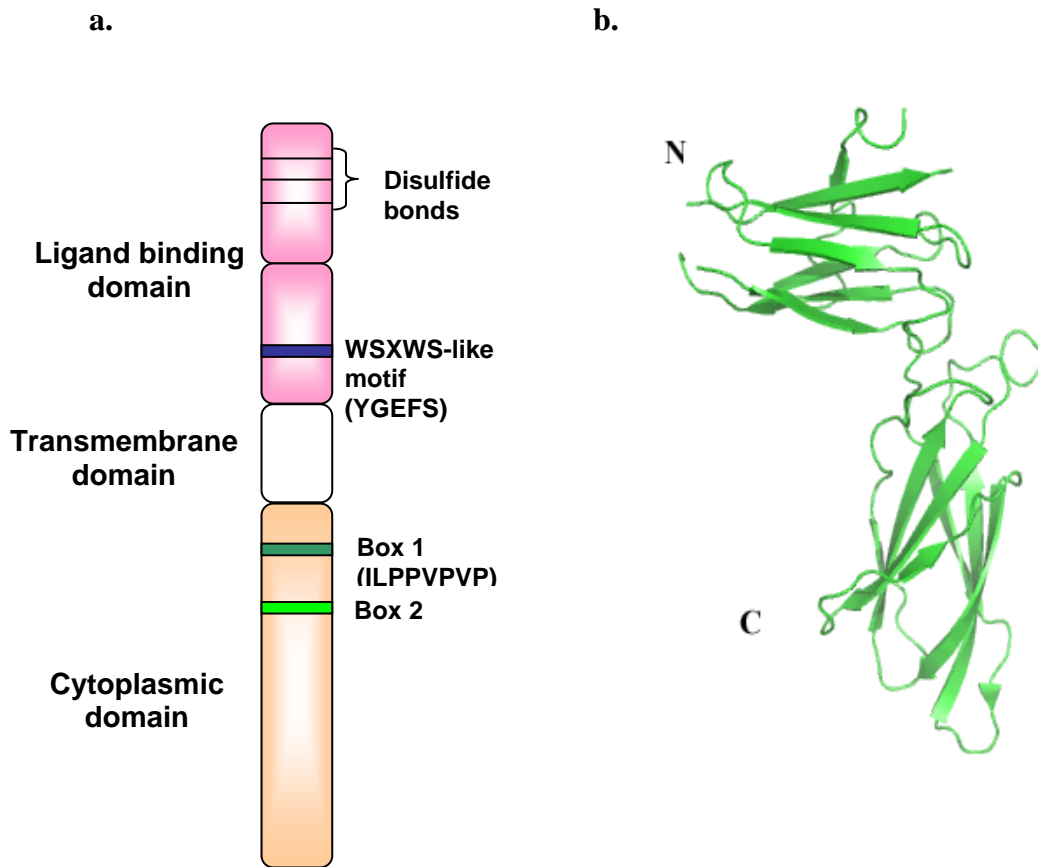 a.
b.
Disulfide
bonds
Ligand binding
domain
WSXWS-like
motif
(YGEFS)
Transmembrane
domain
Box 1
(ILPPVPVP)
Box 2
Cytoplasmic
domain
N
C